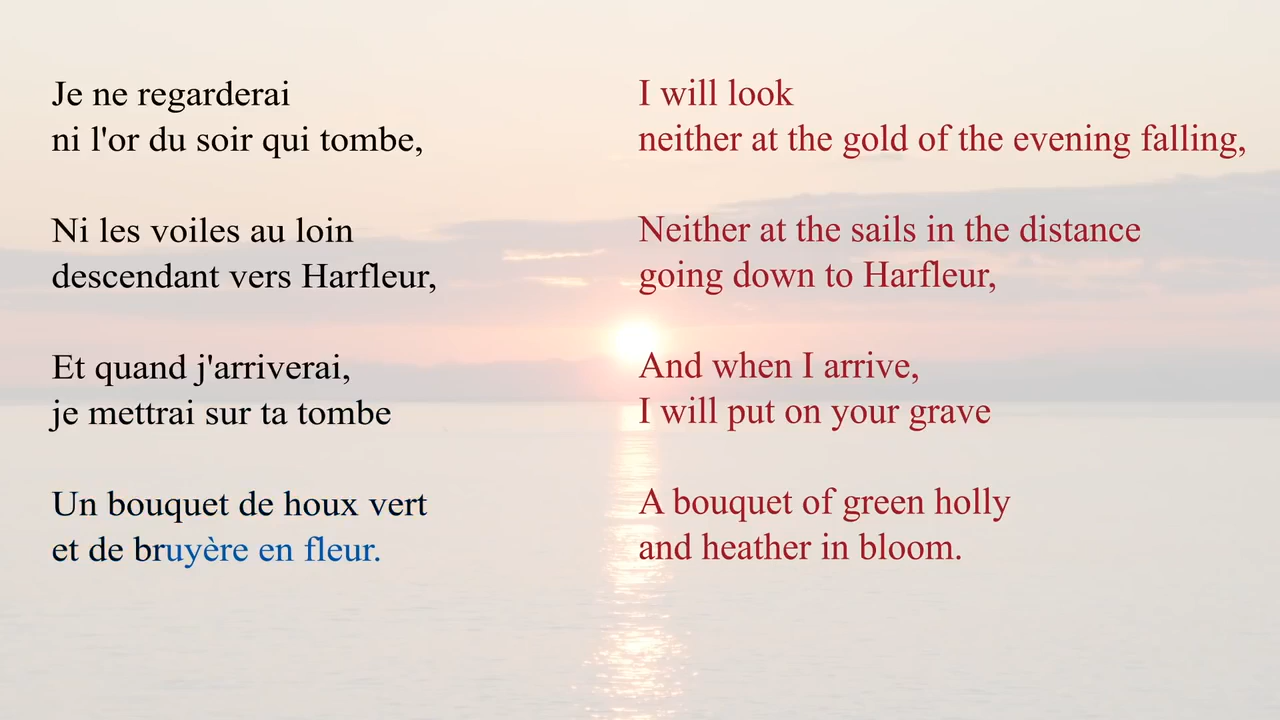 Je ne regarderai
ni l'or du soir qui tombe,
Ni les voiles au loin
descendant vers Harfleur,
Et quand j'arriverai,
je mettrai sur ta tombe
Un bouquet de houx vert
et de bruyère en fleur.
I will look
neither at the gold of the evening falling,
Neither at the sails in the distance
going down to Harfleur,
And when I arrive,
I will put on your grave
A bouquet of green holly
and heather in bloom.